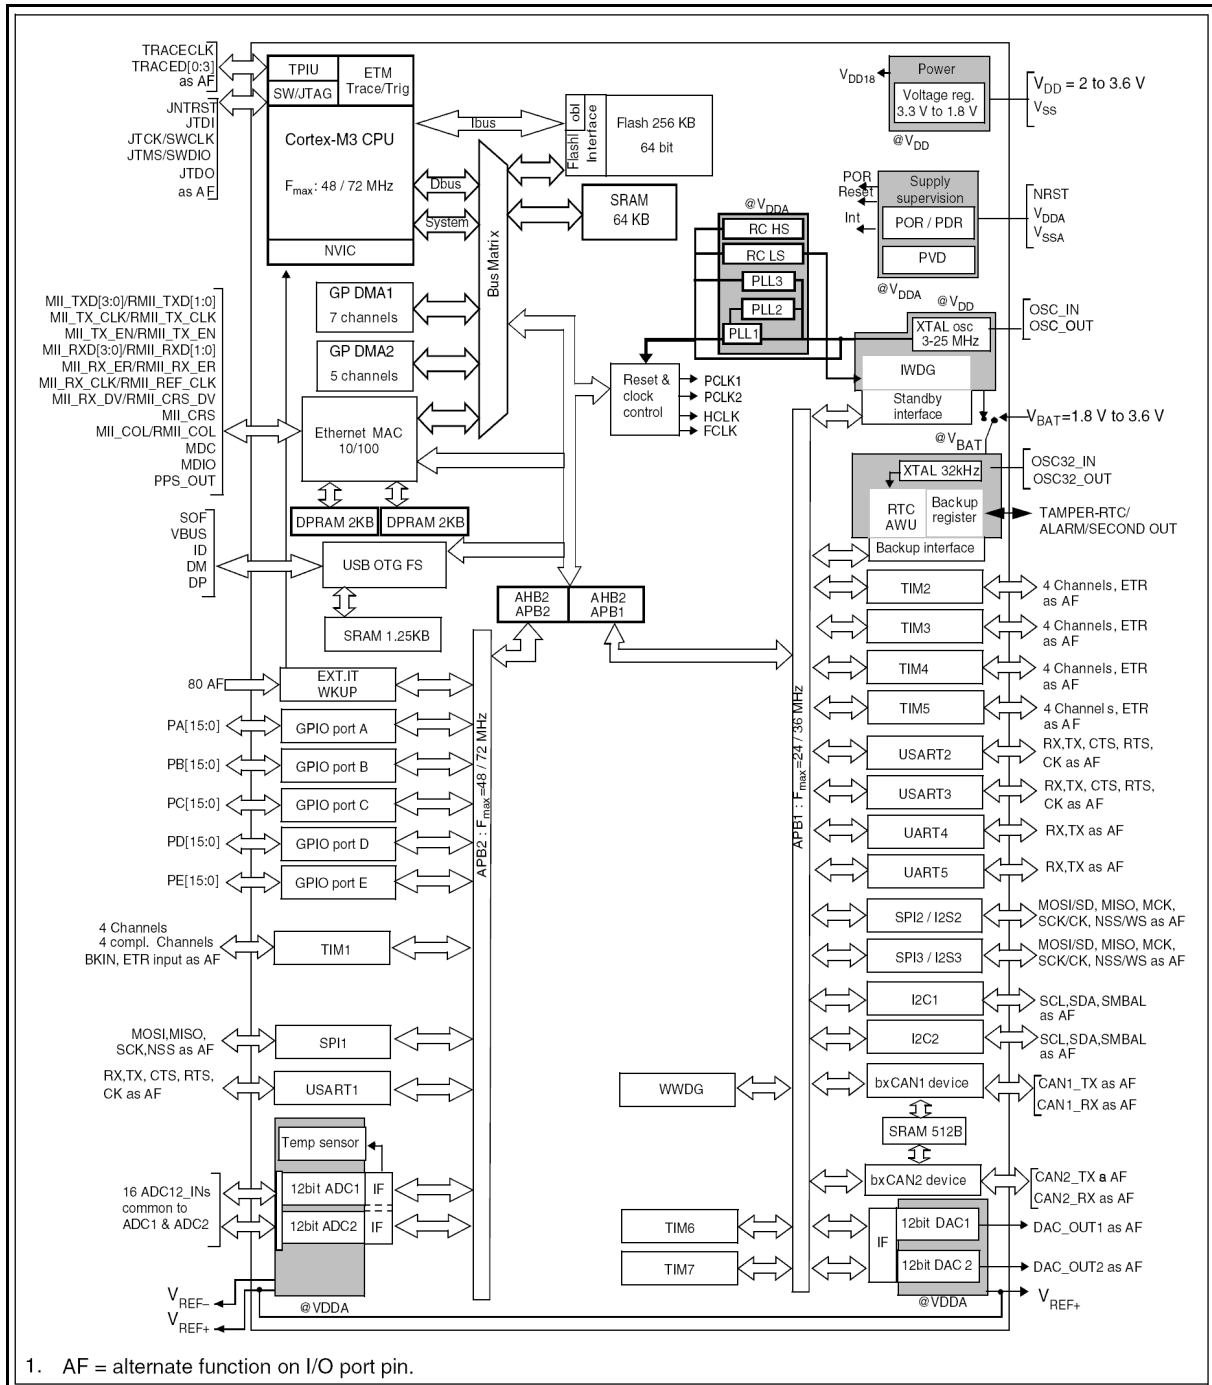 TRACECLK
TRACED[0:3]
as AF
JNTRST
JTDI
JTCK/SWCLK
JTMS/SWDIO
JTDO
as AF
TPIU
SW/JTAG
ETM
Trace/Trig
Cortex-M3 CPU
Fmax: 48 / 72 MHz
NVIC
Ibus
Dbus
System
Bus Matrix
Flash obl
Interface
Flash 256 KB
64 bit
SRAM
64 KB
VDD18
Power
Voltage reg.
3.3 V to 1.8 V
@VDD
VDD = 2 to 3.6 V
VSS
POR
Reset
Int
Supply
supervision
POR / PDR
PVD
@VDDA
NRST
VDDA
VSSA
@VDDA
RC HS
RC LS
PLL3
PLL2
PLL1
@VDD
XTAL osc
3-25 MHz
IWDG
Standby
interface
OSC_IN
OSC_OUT
VBAT=1.8 V to 3.6 V
@VBAT
GP DMA1
7 channels
GP DMA2
5 channels
Reset &
clock
control
PCLK1
PCLK2
HCLK
FCLK
MII_TXD[3:0]/RMII_TXD[1:0]
MII_TX_CLK/RMII_TX_CLK
MII_TX_EN/RMII_TX_EN
MII_RXD[3:0]/RMII_RXD[1:0]
MII_RX_ER/RMII_RX_ER
MII_RX_CLK/RMII_REF_CLK
MII_RX_DV/RMII_CRS_DV
MII_CRS
MII_COL/RMII_COL
MDC
MDIO
PPS_OUT
Ethernet MAC
10/100
DPRAM 2KB
DPRAM 2KB
XTAL 32kHz
RTC
AWU
Backup
register
Backup interface
OSC32_IN
OSC32_OUT
TAMPER-RTC/
ALARM/SECOND OUT
SOF
VBUS
ID
DM
DP
USB OTG FS
SRAM 1.25KB
AHB2
APB2
AHB2
APB1
80 AF
EXT.IT
WKUP
PA[15:0]
GPIO port A
PB[15:0]
GPIO port B
PC[15:0]
GPIO port C
PD[15:0]
GPIO port D
PE[15:0]
GPIO port E
4 Channels
4 compl. Channels
BKIN, ETR input as AF
TIM1
MOSI,MISO,
SCK,NSS as AF
SPI1
RX,TX, CTS, RTS,
CK as AF
USART1
Temp sensor
16 ADC12_INs
common to
ADC1 & ADC2
12bit ADC1
IF
12bit ADC2
IF
VREF–
VREF+
@VDDA
APB2 : Fmax=48 / 72 MHz
APB1 : Fmax=24 / 36 MHz
WWDG
TIM6
TIM7
TIM2
4 Channels, ETR
as AF
TIM3
4 Channels, ETR
as AF
TIM4
4 Channels, ETR
as AF
TIM5
4 Channels, ETR
as AF
USART2
RX,TX, CTS, RTS,
CK as AF
USART3
RX,TX, CTS, RTS,
CK as AF
UART4
RX,TX as AF
UART5
RX,TX as AF
SPI2 / I2S2
MOSI/SD, MISO, MCK,
SCK/CK, NSS/WS as AF
SPI3 / I2S3
MOSI/SD, MISO, MCK,
SCK/CK, NSS/WS as AF
I2C1
SCL,SDA,SMBAL
as AF
I2C2
SCL,SDA,SMBAL
as AF
bxCAN1 device
CAN1_TX as AF
CAN1_RX as AF
SRAM 512B
bxCAN2 device
CAN2_TX a AF
CAN2_RX as AF
IF
12bit DAC1
DAC_OUT1 as AF
12bit DAC 2
DAC_OUT2 as AF
@VDDA
VREF+
1. AF = alternate function on I/O port pin.